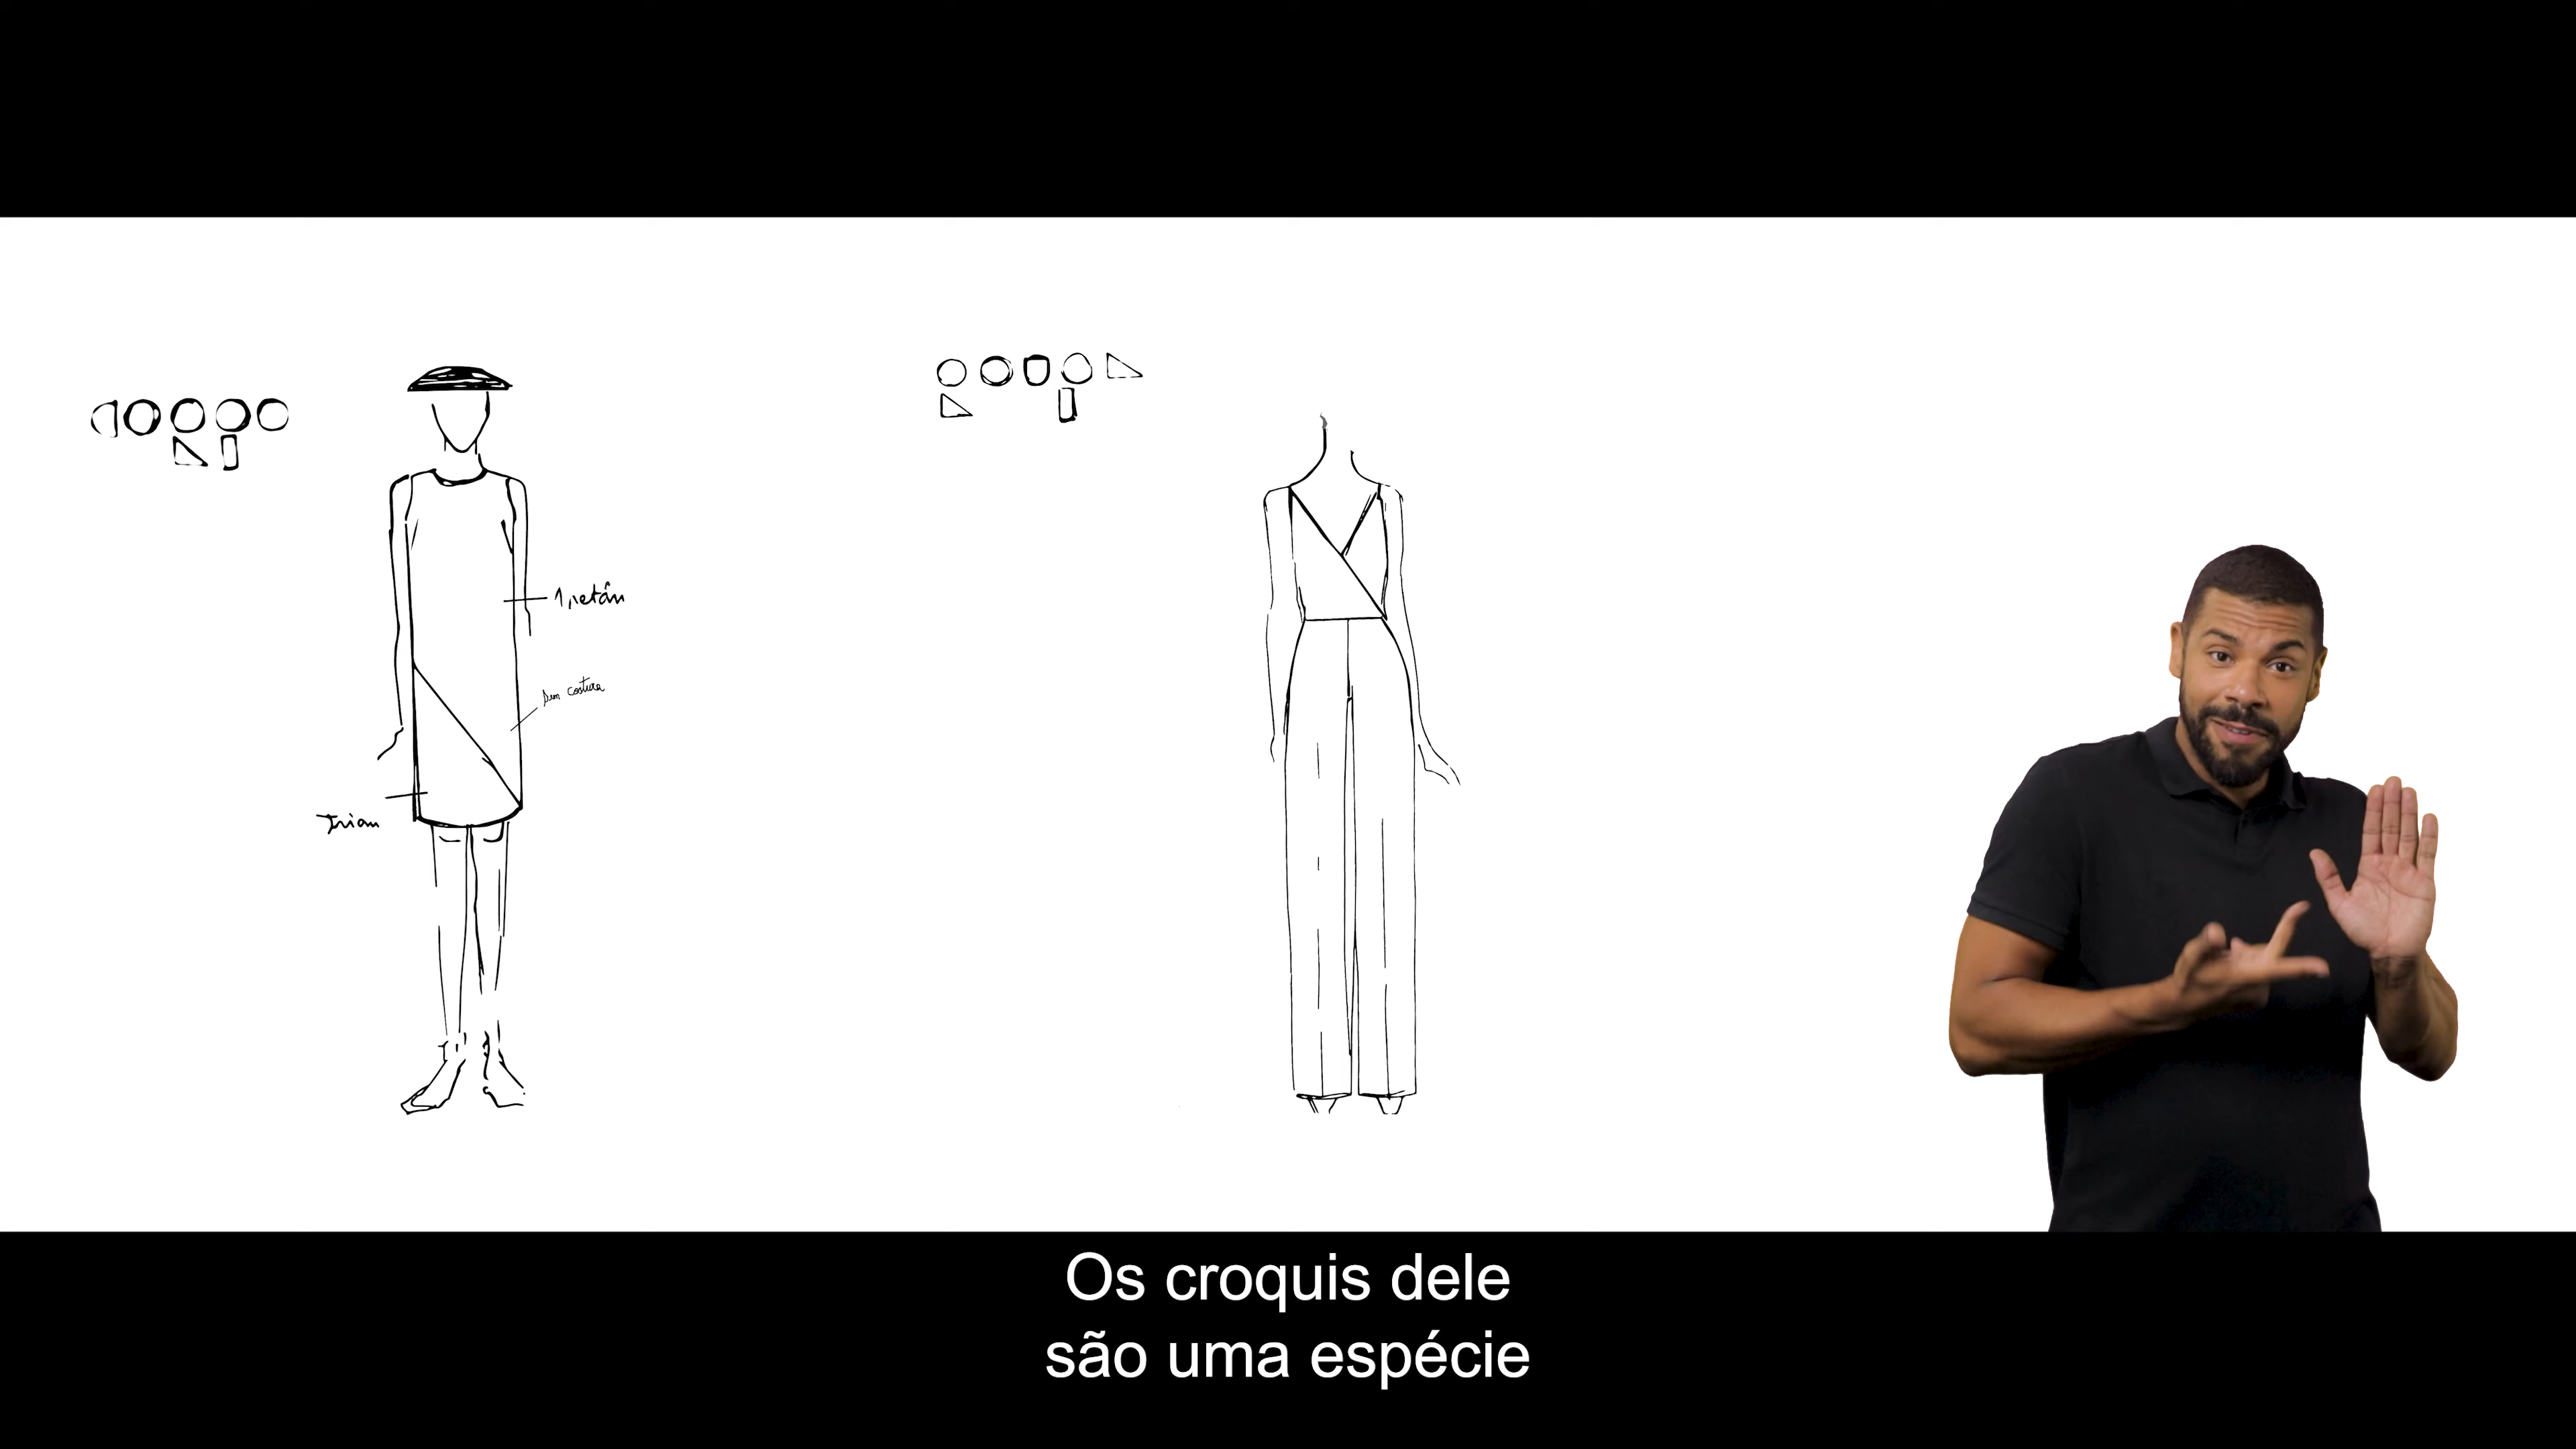 1 retân
sem costura
Trian
Os croquis dele
são uma espécie